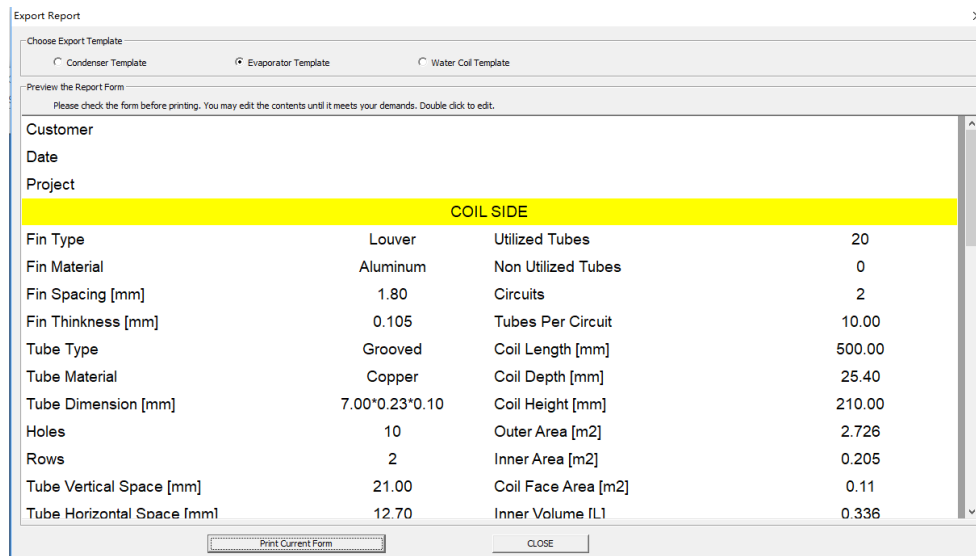 Export Report
Choose Export Template
Condenser Template Evaporator Template Water Coil Template
Preview the Report Form
Please check the form before printing. You may edit the contents until it meets your demands. Double click to edit.
Customer
Date
Project
COIL SIDE
Fin Type Louver Utilized Tubes 20
Fin Material Aluminum Non Utilized Tubes 0
Fin Spacing [mm] 1.80 Circuits 2
Fin Thinkness [mm] 0.105 Tubes Per Circuit 10.00
Tube Type Grooved Coil Length [mm] 500.00
Tube Material Copper Coil Depth [mm] 25.40
Tube Dimension [mm] 7.00*0.23*0.10 Coil Height [mm] 210.00
Holes 10 Outer Area [m2] 2.726
Rows 2 Inner Area [m2] 0.205
Tube Vertical Space [mm] 21.00 Coil Face Area [m2] 0.11
Tube Horizontal Space [mm] 12.70 Inner Volume [L] 0.336
Print Current Form CLOSE